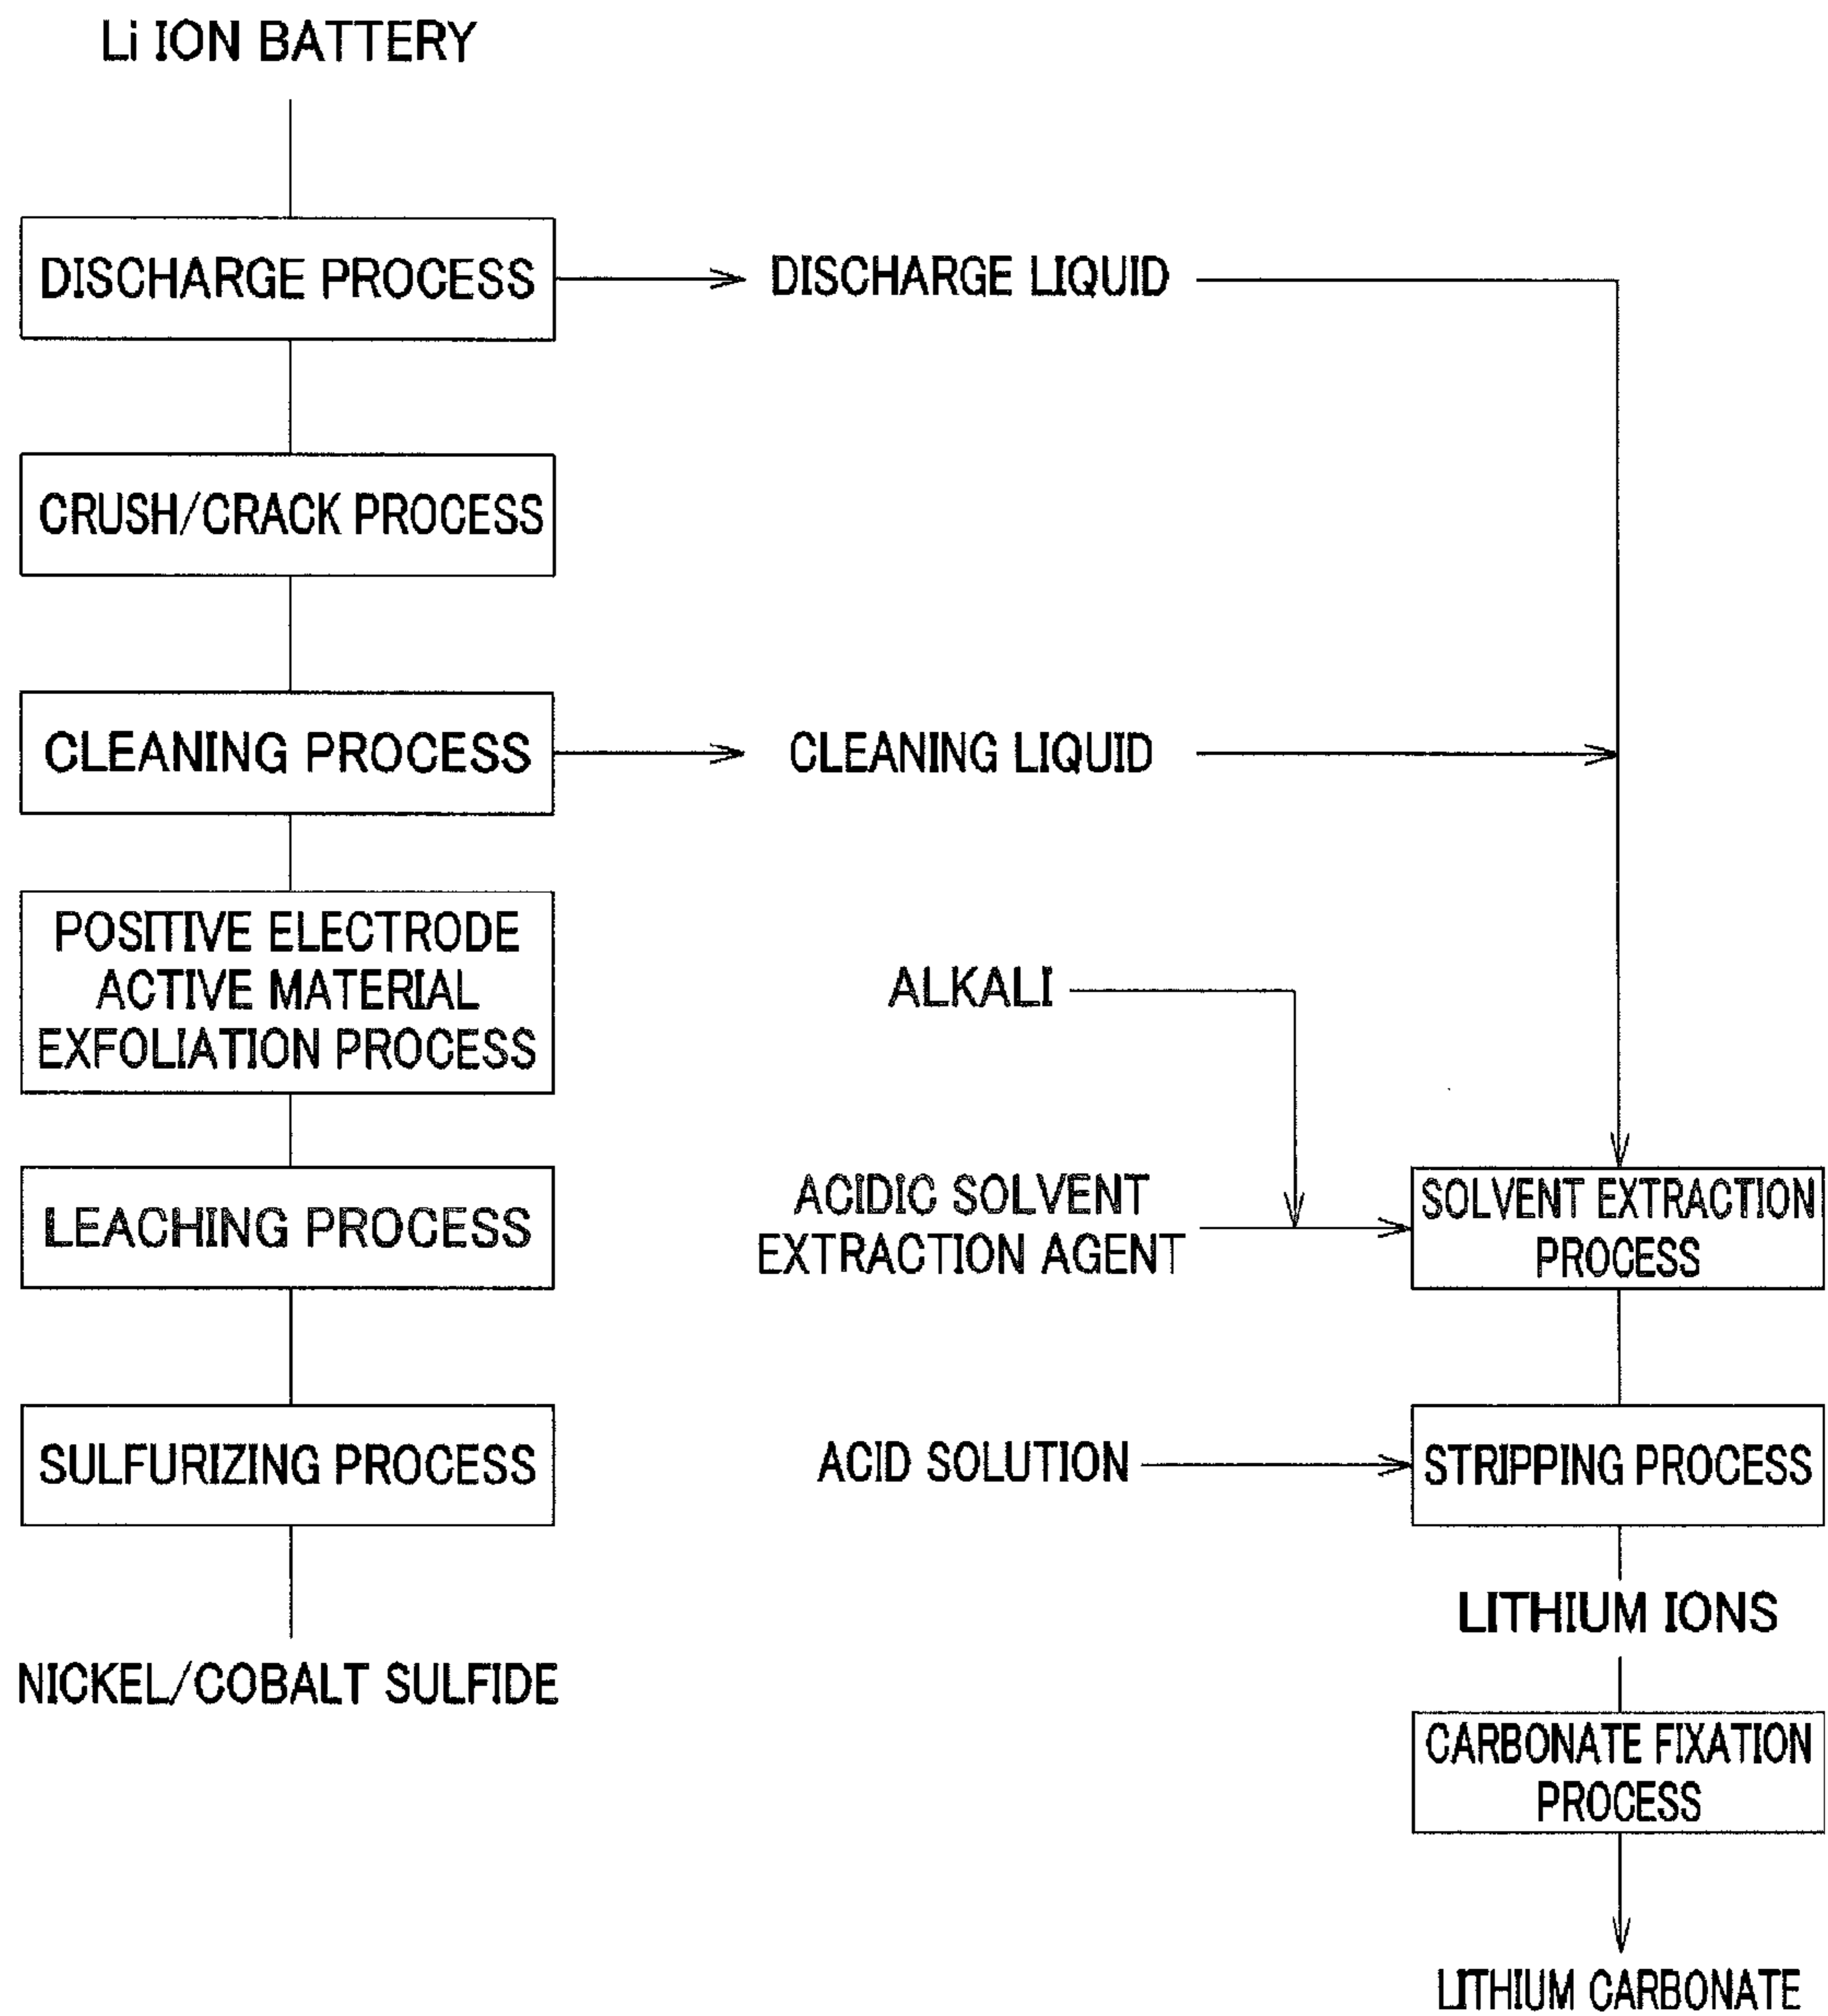 Li ION BATTERY
DISCHARGE PROCESS
DISCHARGE LIQUID
CRUSH/CRACK PROCESS
CLEANING PROCESS
CLEANING LIQUID
POSITIVE ELECTRODE
ACTIVE MATERIAL
EXFOLIATION PROCESS
ALKALI
LEACHING PROCESS
ACIDIC SOLVENT
EXTRACTION AGENT
SOLVENT EXTRACTION
PROCESS
SULFURIZING PROCESS
ACID SOLUTION
STRIPPING PROCESS
LITHIUM IONS
NICKEL/COBALT SULFIDE
CARBONATE FIXATION
PROCESS
LITHIUM CARBONATE